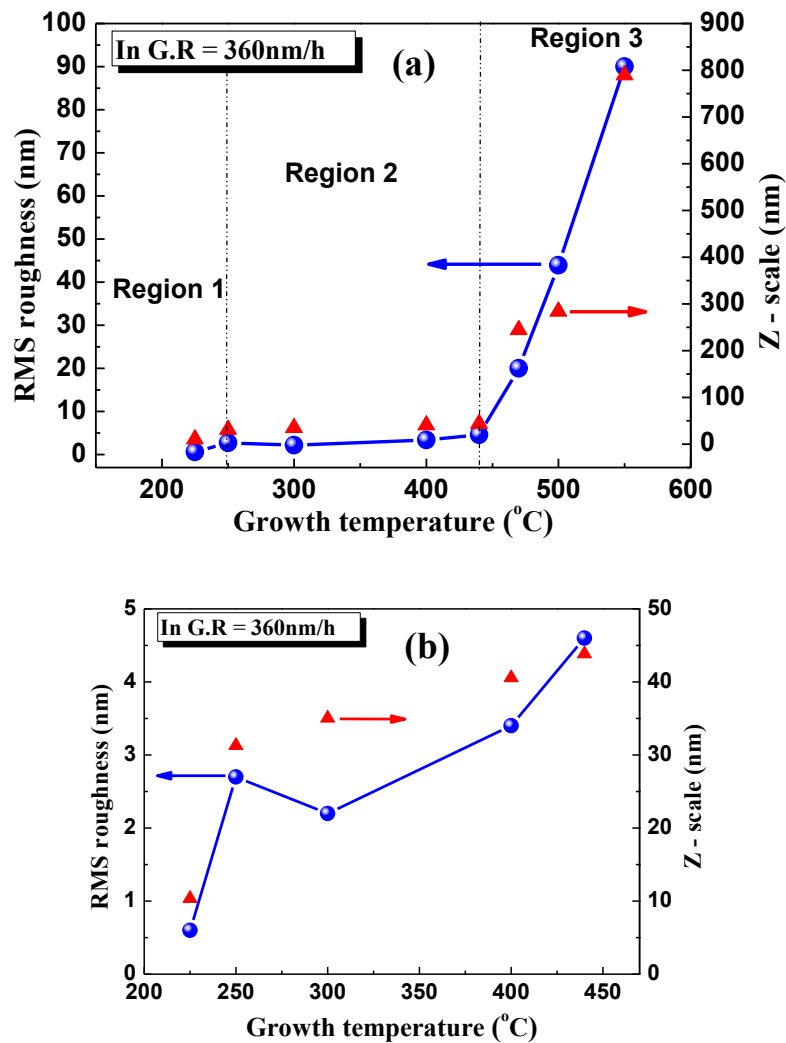 In G.R = 360nm/h
(a)
Region 3
Region 2
Region 1
RMS roughness (nm)
100
90
80
70
60
50
40
30
20
10
0
Z - scale (nm)
900
800
700
600
500
400
300
200
100
0
200 300 400 500 600
Growth temperature (°C)
In G.R = 360nm/h
(b)
RMS roughness (nm)
5
4
3
2
1
0
Z - scale (nm)
50
40
30
20
10
0
200 250 300 350 400 450
Growth temperature (°C)